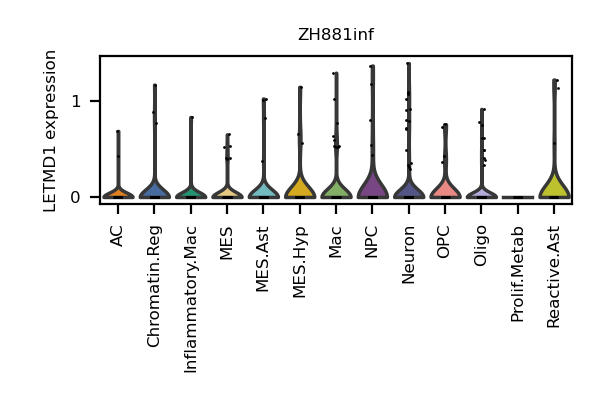 ZH881inf
LETMD1 expression
1
0
AC
Chromatin.Reg
Inflammatory.Mac
MES
MES.Ast
MES.Hyp
Mac
NPC
Neuron
OPC
Oligo
Prolif.Metab
Reactive.Ast